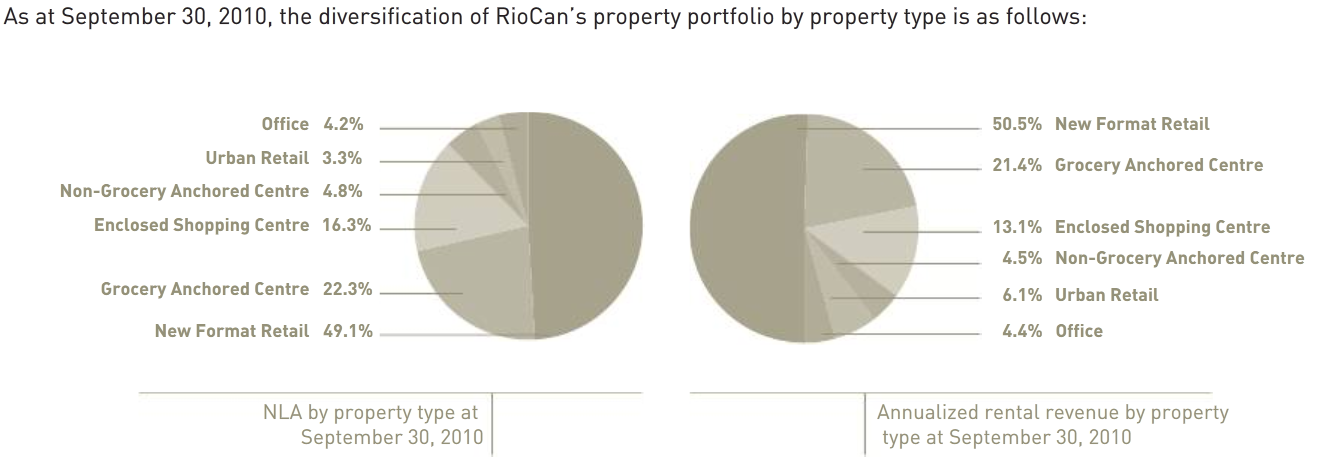 As at September 30, 2010, the diversification of RioCan’s property portfolio by property type is as follows:
Office 4.2%
Urban Retail 3.3%
Non-Grocery Anchored Centre 4.8%
Enclosed Shopping Centre 16.3%
Grocery Anchored Centre 22.3%
New Format Retail 49.1%
50.5% New Format Retail
21.4% Grocery Anchored Centre
13.1% Enclosed Shopping Centre
4.5% Non-Grocery Anchored Centre
6.1% Urban Retail
4.4% Office
NLA by property type at
September 30, 2010
Annualized rental revenue by property
type at September 30, 2010